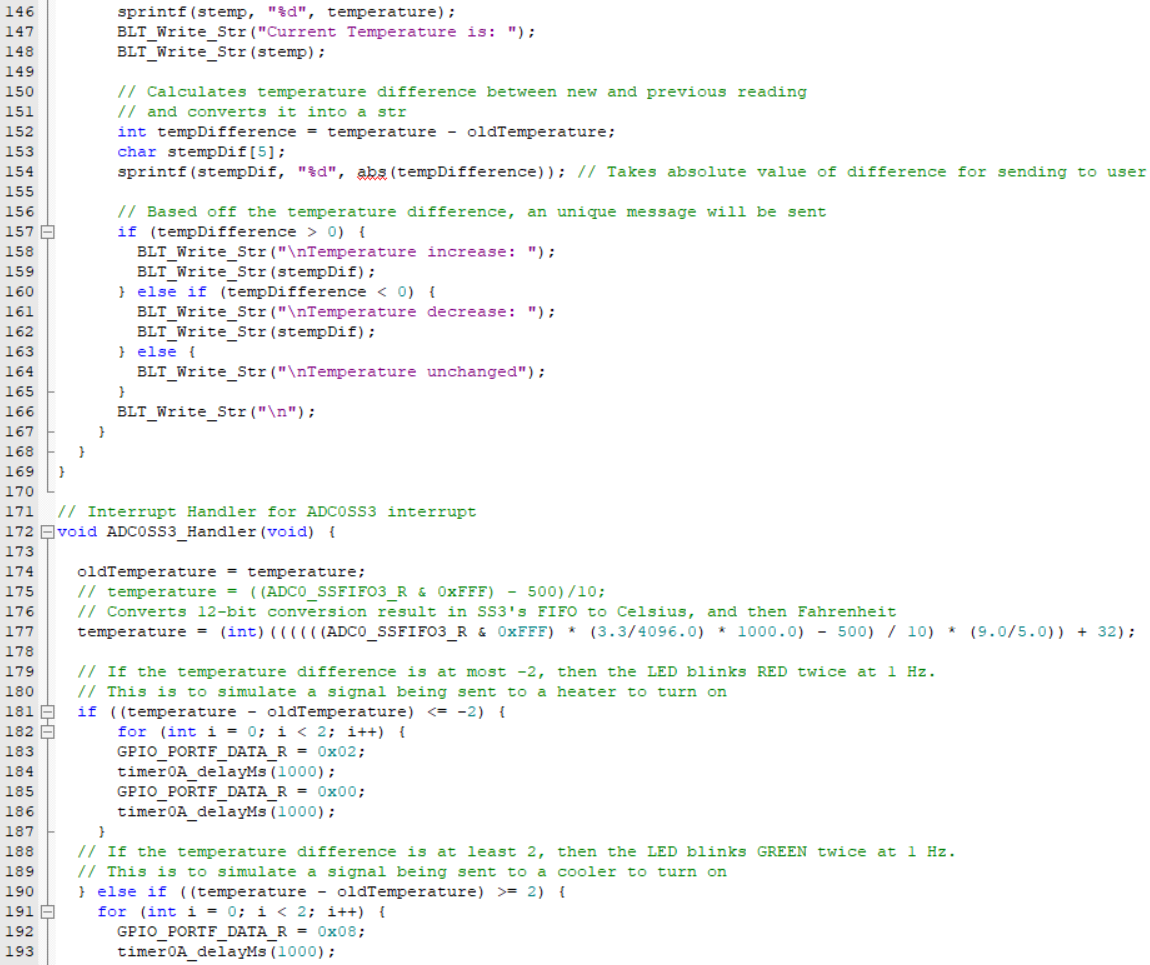 146 sprintf(stemp, "%d", temperature);
147 BLT_Write_Str("Current Temperature is: ");
148 BLT_Write_Str(stemp);
149
150 // Calculates temperature difference between new and previous reading
151 // and converts it into a str
152 int tempDifference = temperature - oldTemperature;
153 char stempDif[5];
154 sprintf(stempDif, "%d", abs(tempDifference)); // Takes absolute value of difference for sending to user
155
156 // Based off the temperature difference, an unique message will be sent
157 if (tempDifference > 0) {
158 BLT_Write_Str("\nTemperature increase: ");
159 BLT_Write_Str(stempDif);
160 } else if (tempDifference < 0) {
161 BLT_Write_Str("\nTemperature decrease: ");
162 BLT_Write_Str(stempDif);
163 } else {
164 BLT_Write_Str("\nTemperature unchanged");
165 }
166 BLT_Write_Str("\n");
167 }
168 }
169 }
170
171 // Interrupt Handler for ADC0SS3 interrupt
172 void ADC0SS3_Handler(void) {
173
174 oldTemperature = temperature;
175 // temperature = ((ADC0_SSFIFO3_R & 0xFFF) - 500)/10;
176 // Converts 12-bit conversion result in SS3's FIFO to Celsius, and then Fahrenheit
177 temperature = (int)((((((ADC0_SSFIFO3_R & 0xFFF) * (3.3/4096.0) * 1000.0) - 500) / 10) * (9.0/5.0)) + 32);
178
179 // If the temperature difference is at most -2, then the LED blinks RED twice at 1 Hz.
180 // This is to simulate a signal being sent to a heater to turn on
181 if ((temperature - oldTemperature) <= -2) {
182 for (int i = 0; i < 2; i++) {
183 GPIO_PORTF_DATA_R = 0x02;
184 timer0A_delayMs(1000);
185 GPIO_PORTF_DATA_R = 0x00;
186 timer0A_delayMs(1000);
187 }
188 // If the temperature difference is at least 2, then the LED blinks GREEN twice at 1 Hz.
189 // This is to simulate a signal being sent to a cooler to turn on
190 } else if ((temperature - oldTemperature) >= 2) {
191 for (int i = 0; i < 2; i++) {
192 GPIO_PORTF_DATA_R = 0x08;
193 timer0A_delayMs(1000);